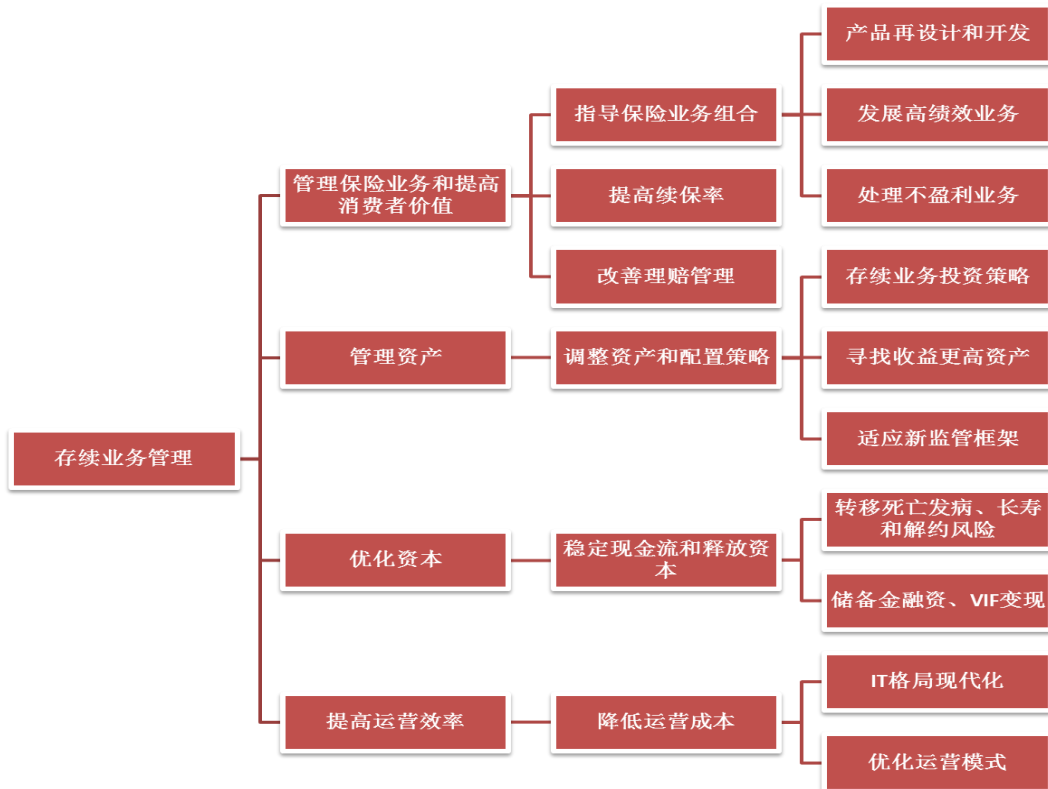 存续业务管理
管理保险业务和提高
消费者价值
指导保险业务组合
产品再设计和开发
发展高绩效业务
处理不盈利业务
提高续保率
改善理赔管理
管理资产
调整资产和配置策略
存续业务投资策略
寻找收益更高资产
适应新监管框架
优化资本
稳定现金流和释放资
本
转移死亡发病、长寿
和解约风险
储备金融资、VIF变现
提高运营效率
降低运营成本
IT格局现代化
优化运营模式